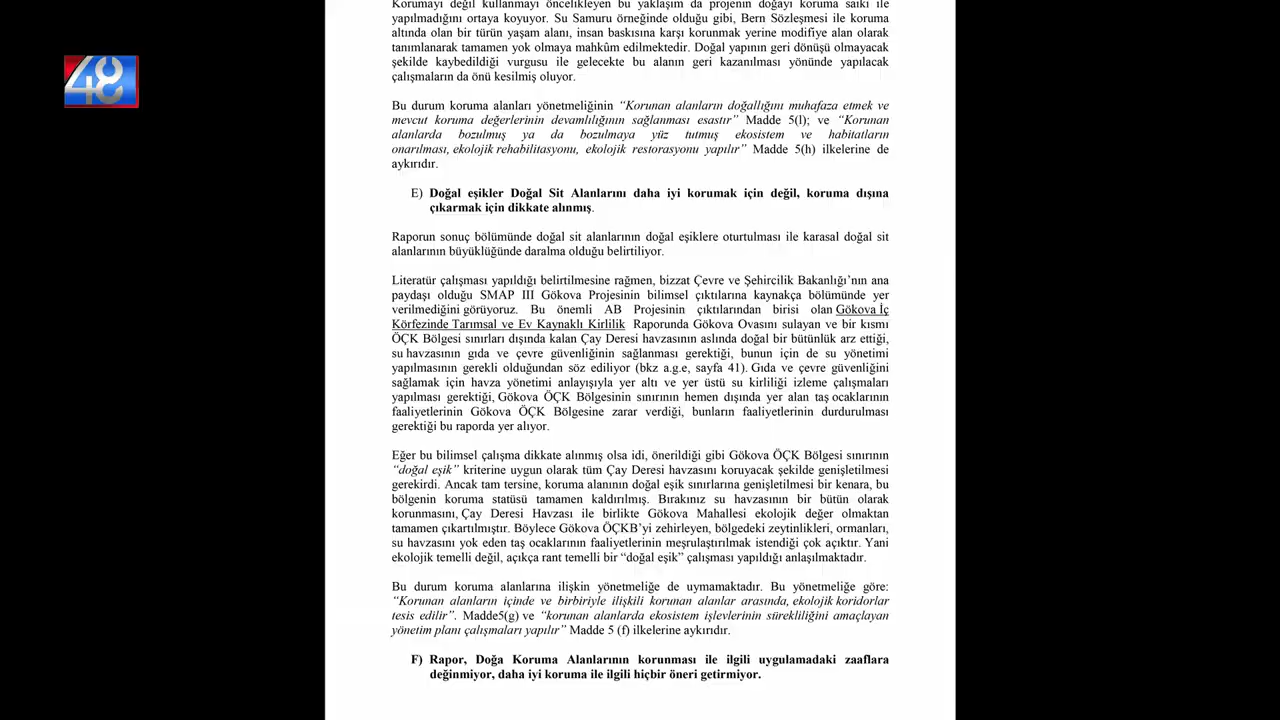 48
Korumayı değil kullanmayı önceliкleyen bu yaklaşım da projenin doğayı koruma saiki ile
yapılmadığını ortaya koyuyor. Su Samuru örneğinde olduğu gibi, Bern Sözleşmesi ile koruma
altında olan bir türün yaşam alanı, insan baskısına karşı korunmak yerine modifiye alan olarak
tanımlanarak tamamen yok olmaya mahkûm edilmektedir. Doğal yapının geri dönüşü olmayacak
şekilde kaybedildiği vurgusu ile gelecekte bu alanın geri kazanılması yönünde yapılacak
çalışmaların da önü kesilmiş oluyor.
Bu durum koruma alanları yönetmeliğinin “Korunan alanların doğallığını muhafaza etmek ve
mevcut koruma değerlerinin devamlılığının sağlanması esastır” Madde 5(l); ve “Korunan
alanlarda bozulmuş ya da bozulmaya yüz tutmuş ekosistem ve habitatların
onarılması, ekolojik rehabilitasyonu, ekolojik restorasyonu yapılır” Madde 5(h) ilkelerine de
aykırıdır.
E) Doğal eşikler Doğal Sit Alanlarını daha iyi korumak için değil, koruma dışına
çıkarmak için dikkate alınmış.
Raporun sonuç bölümünde doğal sit alanlarının doğal eşiklere oturtulması ile karasal doğal sit
alanlarının büyüklüğünde daralma olduğu belirtiliyor.
Literatür çalışması yapıldığı belirtilmesine rağmen, bizzat Çevre ve Şehircilik Bakanlığı’nın ana
paydaşı olduğu SMAP III Gökova Projesinin bilimsel çıktılarına kaynakça bölümünde yer
verilmediğini görüyoruz. Bu önemli AB Projesinin çıktılarından birisi olan Gökova İç
Körfezinde Tarımsal ve Ev Kaynaklı Kirlilik Raporunda Gökova Ovasını sulayan ve bir kısmı
ÖÇK Bölgesi sınırları dışında kalan Çay Deresi havzasının aslında doğal bir bütünlük arz ettiği,
su havzasının gıda ve çevre güvenliğinin sağlanması gerektiği, bunun için de su yönetimi
yapılmasının gerekli olduğundan söz ediliyor (bkz a.g.e, sayfa 41). Gıda ve çevre güvenliğini
sağlamak için havza yönetimi anlayışıyla yer altı ve yer üstü su kirliliği izleme çalışmaları
yapılması gerektiği, Gökova ÖÇK Bölgesinin sınırının hemen dışında yer alan taş ocaklarının
faaliyetlerinin Gökova ÖÇK Bölgesine zarar verdiği, bunların faaliyetlerinin durdurulması
gerektiği bu raporda yer alıyor.
Eğer bu bilimsel çalışma dikkate alınmış olsa idi, önerildiği gibi Gökova ÖÇK Bölgesi sınırının
“doğal eşik” kriterine uygun olarak tüm Çay Deresi havzasını koruyacak şekilde genişletilmesi
gerekirdi. Ancak tam tersine, koruma alanının doğal eşik sınırlarına genişletilmesi bir kenara, bu
bölgenin koruma statüsü tamamen kaldırılmış. Bırakınız su havzasının bir bütün olarak
korunmasını, Çay Deresi Havzası ile birlikte Gökova Mahallesi ekolojik değer olmaktan
tamamen çıkartılmıştır. Böylece Gökova ÖÇKB’yi zehirleyen, bölgedeki zeytinlikleri, ormanları,
su havzasını yok eden taş ocaklarının faaliyetlerinin meşrulaştırılmak istendiği çok açıktır. Yani
ekolojik temelli değil, açıkça rant temelli bir “doğal eşik” çalışması yapıldığı anlaşılmaktadır.
Bu durum koruma alanlarına ilişkin yönetmeliğe de uymamaktadır. Bu yönetmeliğe göre:
“Korunan alanların içinde ve birbiriyle ilişkili korunan alanlar arasında, ekolojik koridorlar
tesis edilir”. Madde5(g) ve “korunan alanlarda ekosistem işlevlerinin sürekliliğini amaçlayan
yönetim planı çalışmaları yapılır” Madde 5 (f) ilkelerine aykırıdır.
F) Rapor, Doğa Koruma Alanlarının korunması ile ilgili uygulamadaki zaaflara
değinmiyor, daha iyi koruma ile ilgili hiçbir öneri getirmiyor.